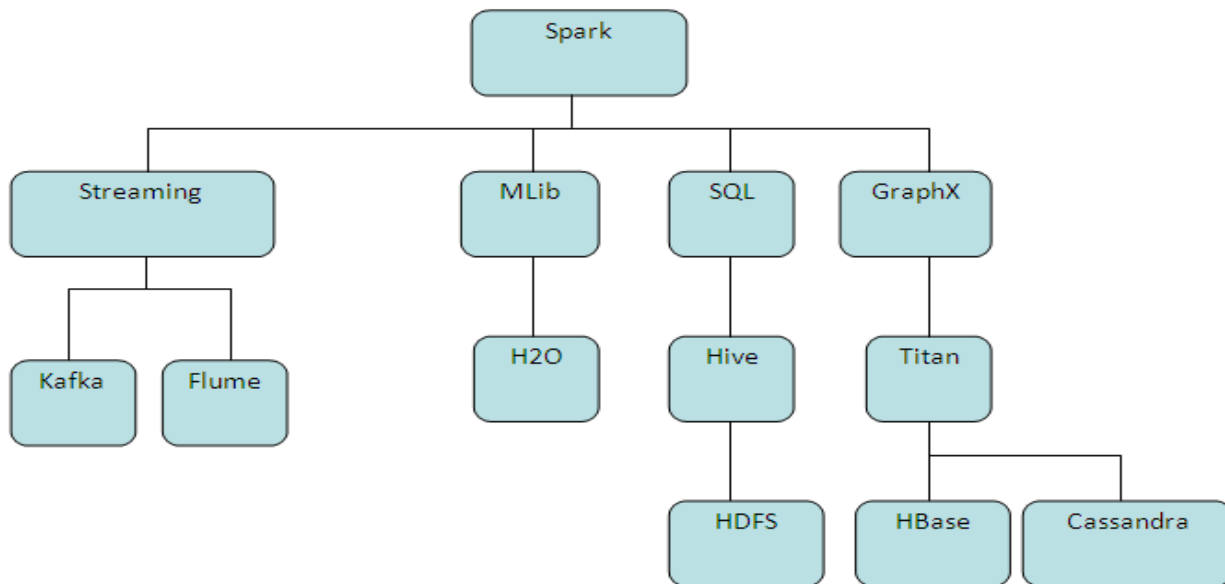 Spark
Streaming
MLib
SQL
GraphX
Kafka
Flume
H2O
Hive
Titan
HDFS
HBase
Cassandra